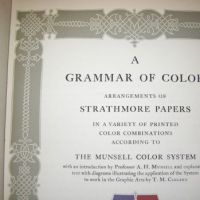 A
GRAMMAR OF COLOR
ARRANGEMENTS OF
STRATHMORE PAPERS
IN A VARIETY OF PRINTED
COLOR COMBINATIONS
ACCORDING TO
THE MUNSELL COLOR SYSTEM
with an introduction by Professor A. H. Munsell and explana
text with diagrams illustrating the application of the System
to work in the Graphic Arts by T. M. Cleland